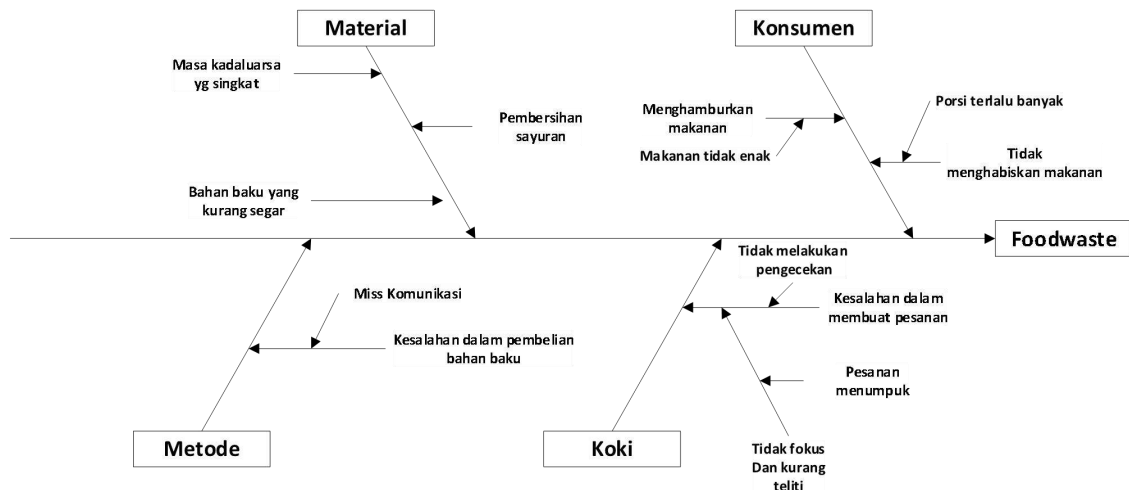 Material
Konsumen
Masa kadaluarsa
yg singkat
Pembersihan
sayuran
Bahan baku yang
kurang segar
Menghamburkan
makanan
Makanan tidak enak
Porsi terlalu banyak
Tidak
menghabiskan makanan
Foodwaste
Miss Komunikasi
Kesalahan dalam pembelian
bahan baku
Tidak melakukan
pengecekan
Kesalahan dalam
membuat pesanan
Pesanan
menumpuk
Tidak fokus
Dan kurang
teliti
Metode
Koki